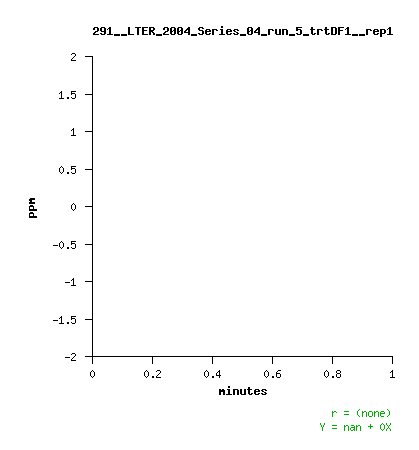 291__LTER_2004_Series_04_run_5_trtDF1__rep1
2
1.5
1
0.5
ppm
0
-0.5
-1
-1.5
-2
0 0.2 0.4 0.6 0.8 1
minutes
r = (none)
Y = nan + 0X